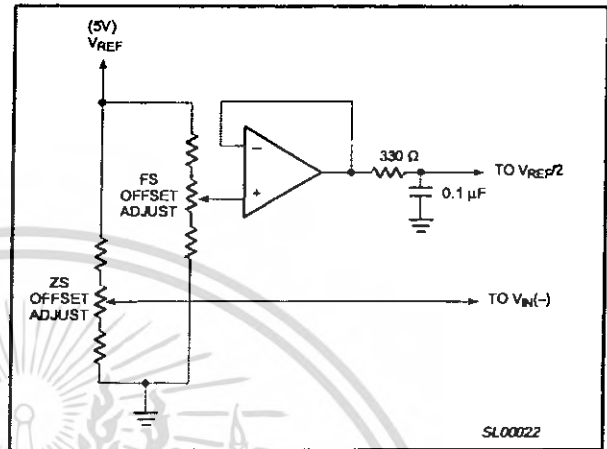 (5V)
VREF
FS
OFFSET
ADJUST
ZS
OFFSET
ADJUST
−
+
330 Ω
0.1 µF
TO VREF/2
TO VIN(−)
SL00022